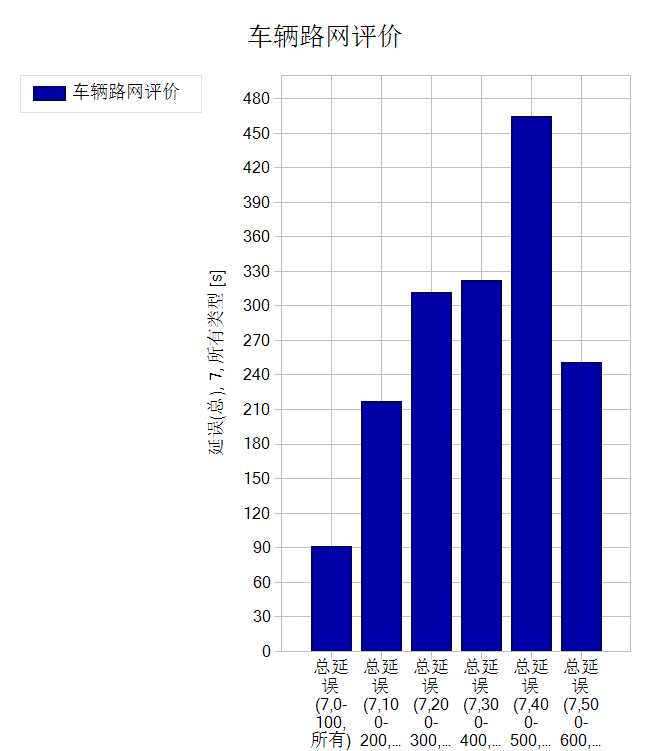 车辆路网评价
车辆路网评价
延误(总), 7, 所有类型 [s]
480
450
420
390
360
330
300
270
240
210
180
150
120
90
60
30
0
总延
误
(7,0-
100,
所有)
总延
误
(7,10
0-
200,...
总延
误
(7,20
0-
300,...
总延
误
(7,30
0-
400,...
总延
误
(7,40
0-
500,...
总延
误
(7,50
0-
600,...